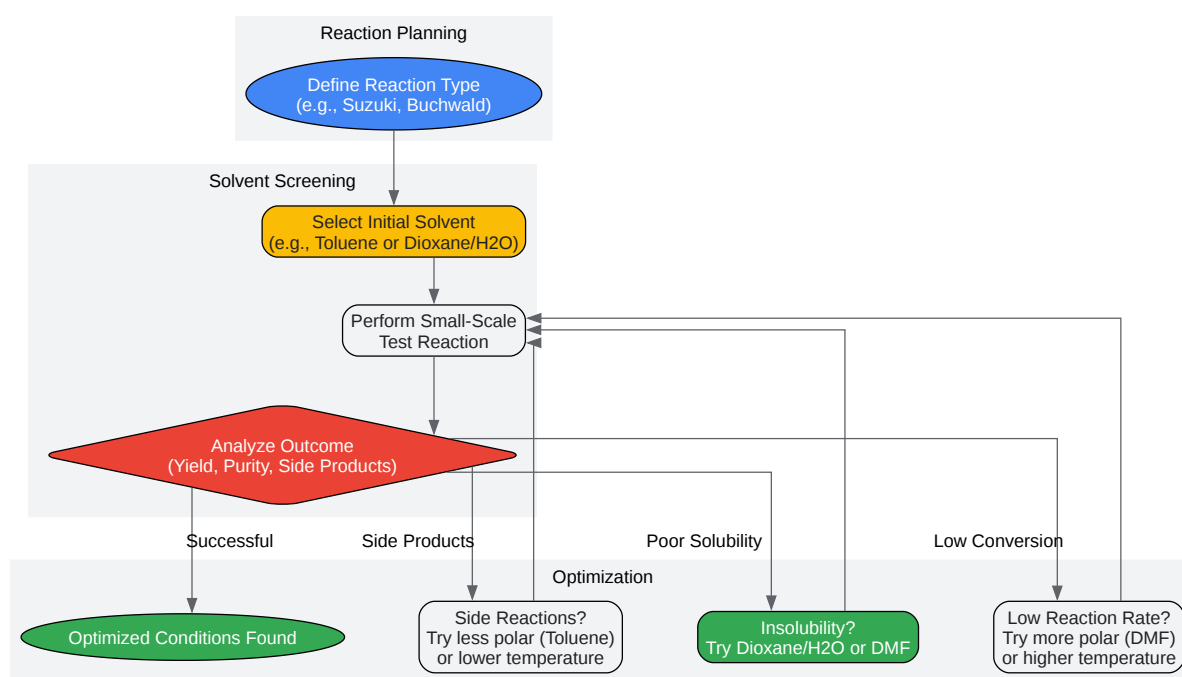 Reaction Planning
Define Reaction Type
(e.g., Suzuki, Buchwald)
Solvent Screening
Select Initial Solvent
(e.g., Toluene or Dioxane/H2O)
Perform Small-Scale
Test Reaction
Analyze Outcome
(Yield, Purity, Side Products)
Successful
Side Products
Poor Solubility
Low Conversion
Optimization
Optimized Conditions Found
Side Reactions?
Try less polar (Toluene)
or lower temperature
Insolubility?
Try Dioxane/H2O or DMF
Low Reaction Rate?
Try more polar (DMF)
or higher temperature